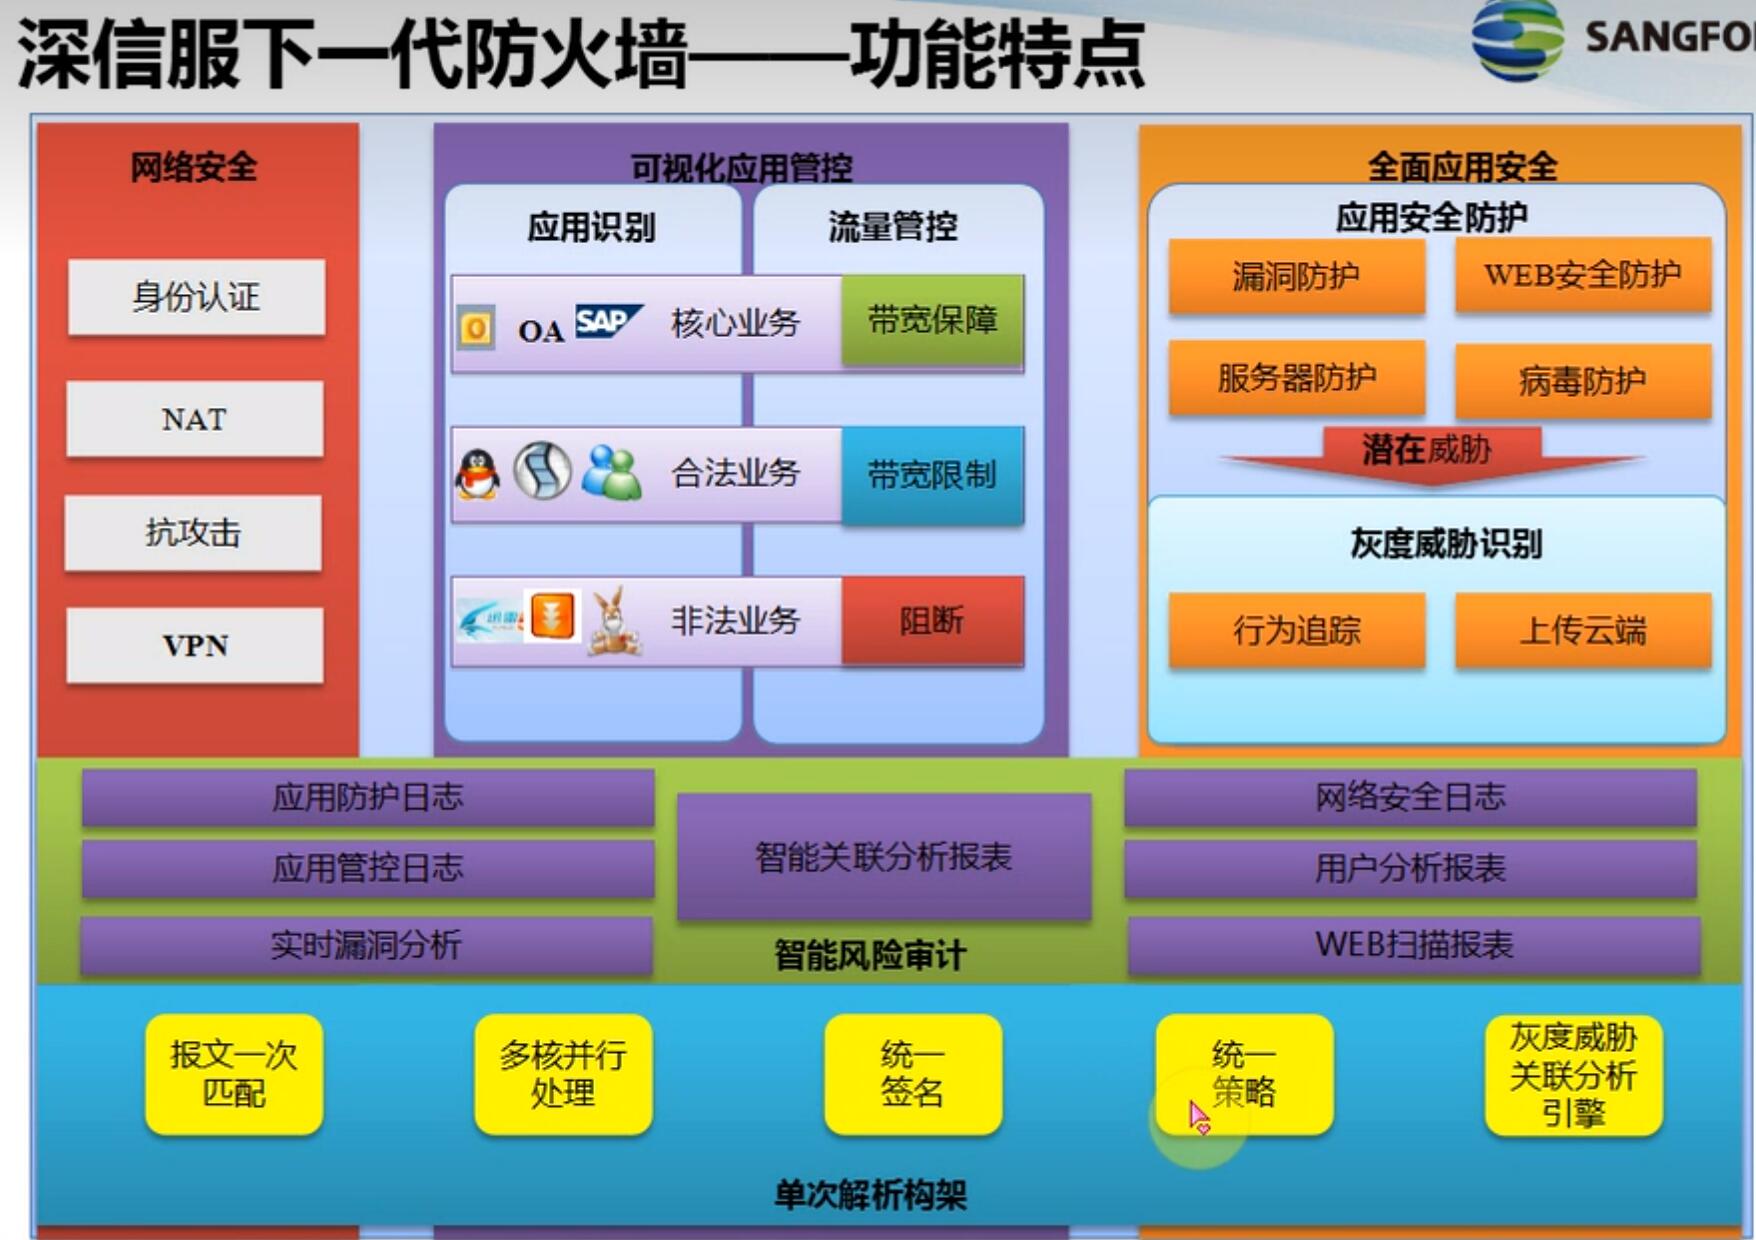 深信服下一代防火墙——功能特点
SANGFO
网络安全
身份认证
NAT
抗攻击
VPN
可视化应用管控
应用识别
流量管控
OA
SAP
核心业务
带宽保障
合法业务
带宽限制
迅雷
非法业务
阻断
全面应用安全
应用安全防护
漏洞防护
WEB安全防护
服务器防护
病毒防护
潜在威胁
灰度威胁识别
行为追踪
上传云端
应用防护日志
应用管控日志
实时漏洞分析
智能关联分析报表
智能风险审计
网络安全日志
用户分析报表
WEB扫描报表
报文一次
匹配
多核并行
处理
统一
签名
统一
策略
灰度威胁
关联分析
引擎
单次解析构架